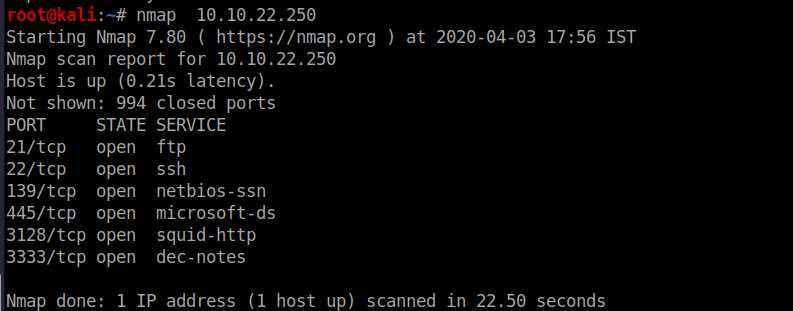 root@kali:~# nmap  10.10.22.250
Starting Nmap 7.80 ( https://nmap.org ) at 2020-04-03 17:56 IST
Nmap scan report for 10.10.22.250
Host is up (0.21s latency).
Not shown: 994 closed ports
PORT     STATE SERVICE
21/tcp   open  ftp
22/tcp   open  ssh
139/tcp  open  netbios-ssn
445/tcp  open  microsoft-ds
3128/tcp open  squid-http
3333/tcp open  dec-notes

Nmap done: 1 IP address (1 host up) scanned in 22.50 seconds